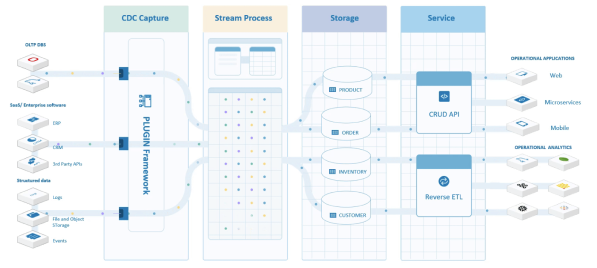 CDC Capture
Stream Process
Storage
Service
OLTP DBS
SaaS/ Enterprise software
ERP
CRM
3rd Parte APIs
Structured data
Logs
File and Object
STorage
Events
PLUGIN Framework
PRODUCT
ORDER
INVENTORY
CUSTOMER
CRUD API
Reverse ETL
OPERATIONAL APPLICATIONS
Web
Microservices
Mobile
OPERATIONAL ANALYTICS